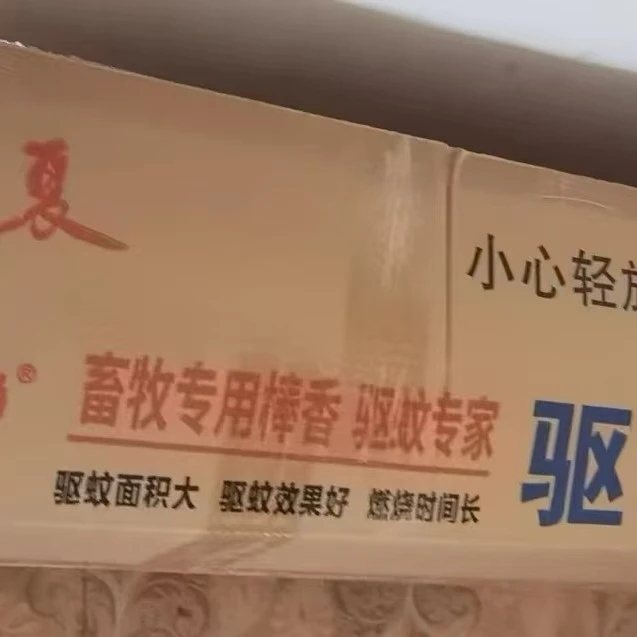 夏
小心轻放
®
畜牧专用棒香 驱蚊专家
驱蚊面积大 驱蚊效果好 燃烧时间长
驱